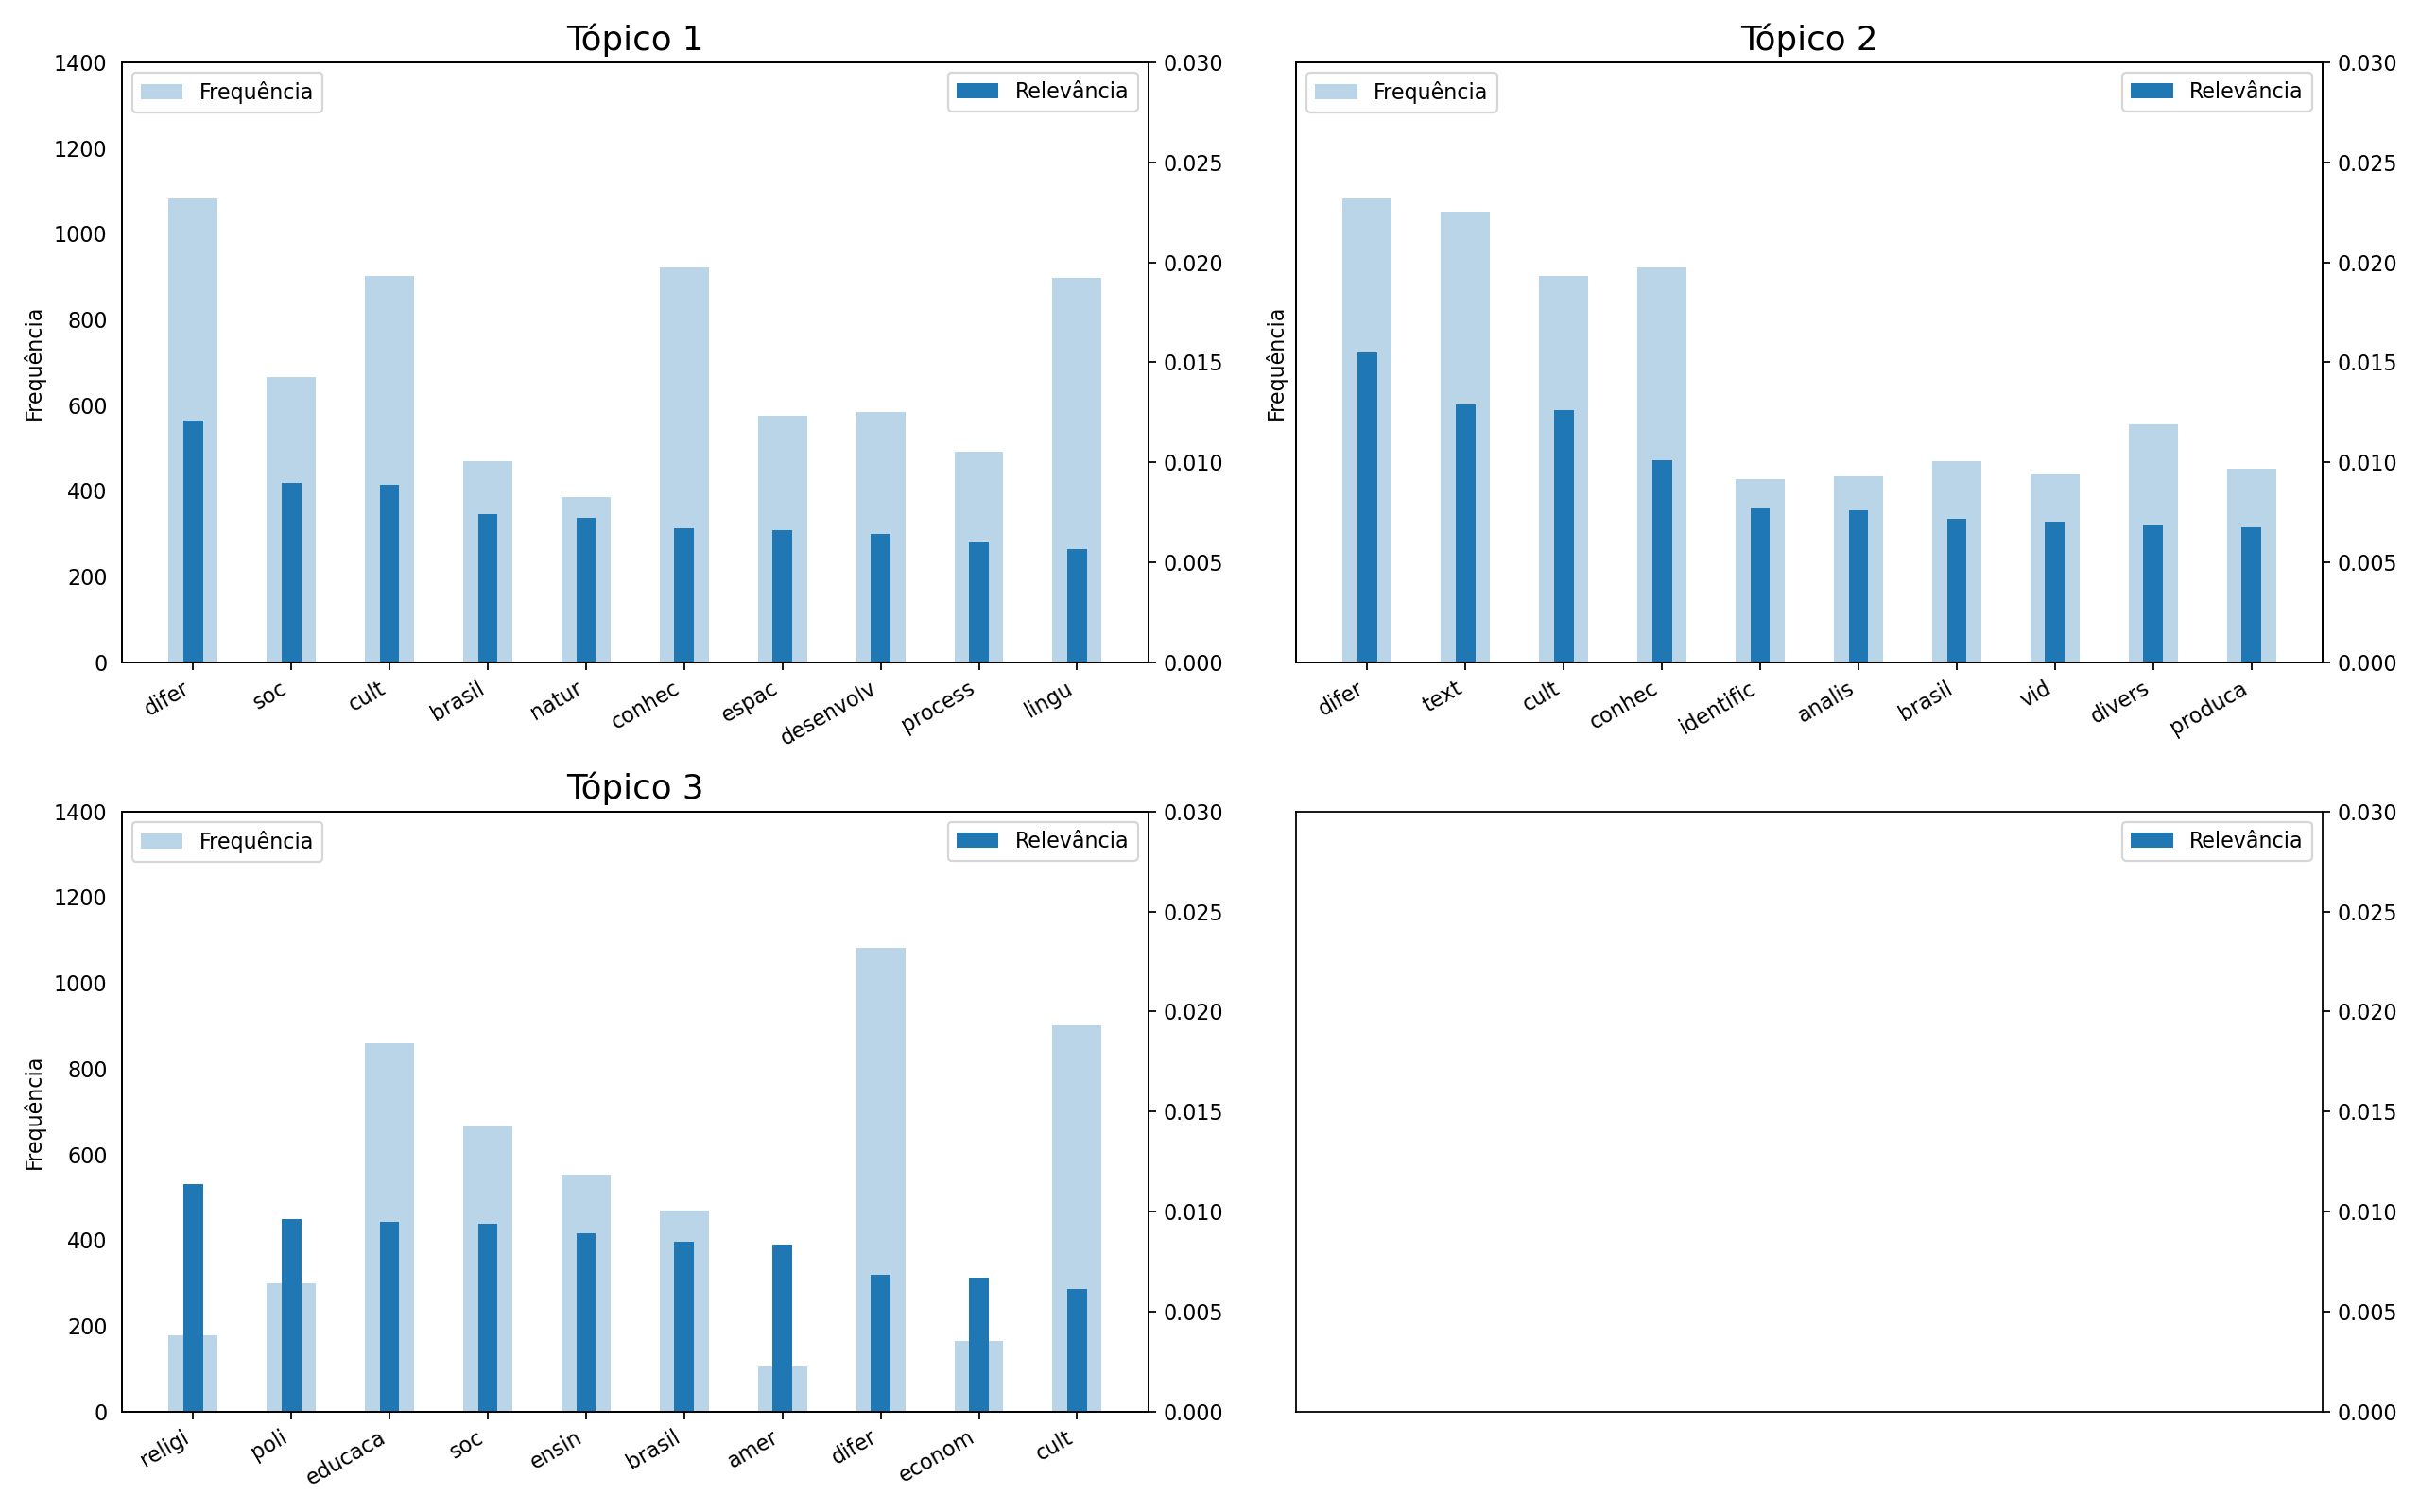 Tópico 1
Frequência
Relevância
Frequência
1400
1200
1000
800
600
400
200
0
0.030
0.025
0.020
0.015
0.010
0.005
0.000
difer soc cult brasil natur conhec espac desenvolv process lingu
Tópico 2
Frequência
Relevância
Frequência
0.030
0.025
0.020
0.015
0.010
0.005
0.000
difer text cult conhec identific analis brasil vid divers produca
Tópico 3
Frequência
Relevância
Frequência
1400
1200
1000
800
600
400
200
0
0.030
0.025
0.020
0.015
0.010
0.005
0.000
religi poli educaca soc ensin brasil amer difer econom cult
Relevância
0.030
0.025
0.020
0.015
0.010
0.005
0.000